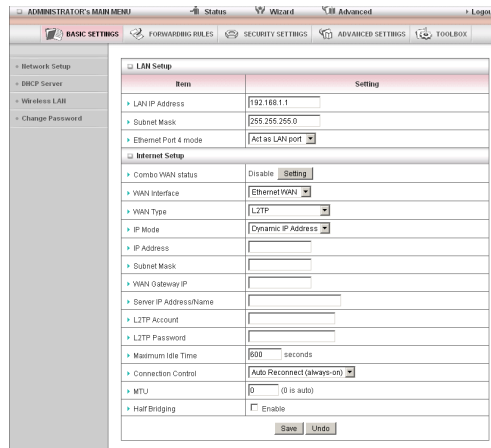 ADMINISTRATOR's MAIN MENU Status Wizard Advanced Logou
BASIC SETTINGS FORWARDING RULES SECURITY SETTINGS ADVANCED SETTINGS TOOLBOX
Network Setup
DHCP Server
Wireless LAN
Change Password
LAN Setup
Item Setting
LAN IP Address 192.168.1.1
Subnet Mask 255.255.255.0
Ethernet Port 4 mode Act as LAN port
Internet Setup
Combo WAN status Disable Setting
WAN Interface Ethernet WAN
WAN Type L2TP
IP Mode Dynamic IP Address
IP Address
Subnet Mask
WAN Gateway IP
Server IP Address/Name
L2TP Account
L2TP Password
Maximum Idle Time 600 seconds
Connection Control Auto Reconnect (always-on)
MTU 0 (0 is auto)
Half Bridging Enable
Save Undo